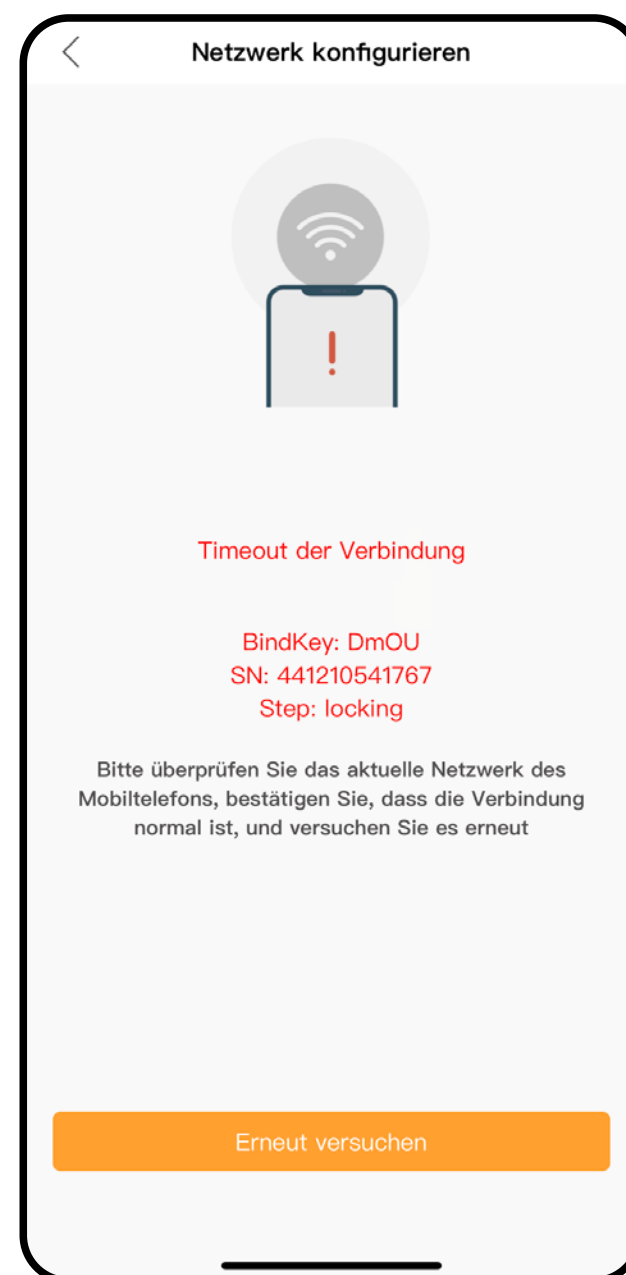 Netzwerk konfigurieren
Timeout der Verbindung
BindKey: DmOU
SN: 441210541767
Step: locking
Bitte überprüfen Sie das aktuelle Netzwerk des
Mobiltelefons, bestätigen Sie, dass die Verbindung
normal ist, und versuchen Sie es erneut
Erneut versuchen